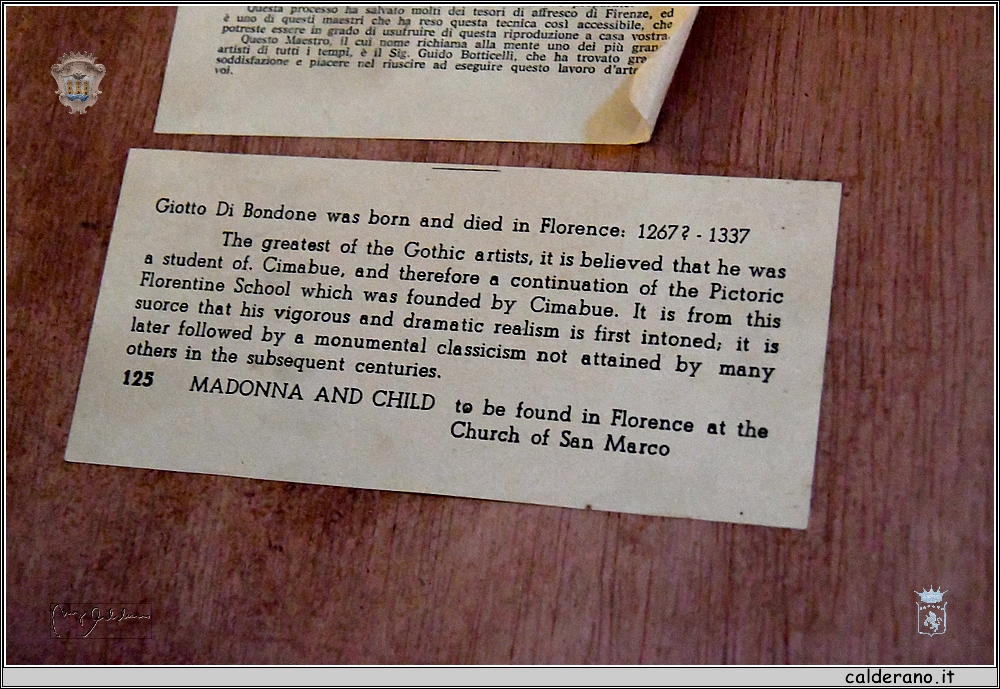 Questa processo ha salvato molti dei tesori di affresco di Firenze, ed
è uno di questi maestri che ha reso questa tecnica così accessibile, che
potreste essere in grado di usufruire di questa riproduzione a casa vostra.
Questo Maestro, il cui nome richiama alla mente uno dei più gran
artisti di tutti i tempi, è il Sig. Guido Botticelli, che ha trovato gra
soddisfazione e piacere nel riuscire ad eseguire questo lavoro d'arte
voi.
Giotto Di Bondone was born and died in Florence: 1267? - 1337
The greatest of the Gothic artists, it is believed that he was
a student of. Cimabue, and therefore a continuation of the Pictoric
Florentine School which was founded by Cimabue. It is from this
suorce that his vigorous and dramatic realism is first intoned; it is
later followed by a monumental classicism not attained by many
others in the subsequent centuries.
125 MADONNA AND CHILD to be found in Florence at the
Church of San Marco
calderano.it